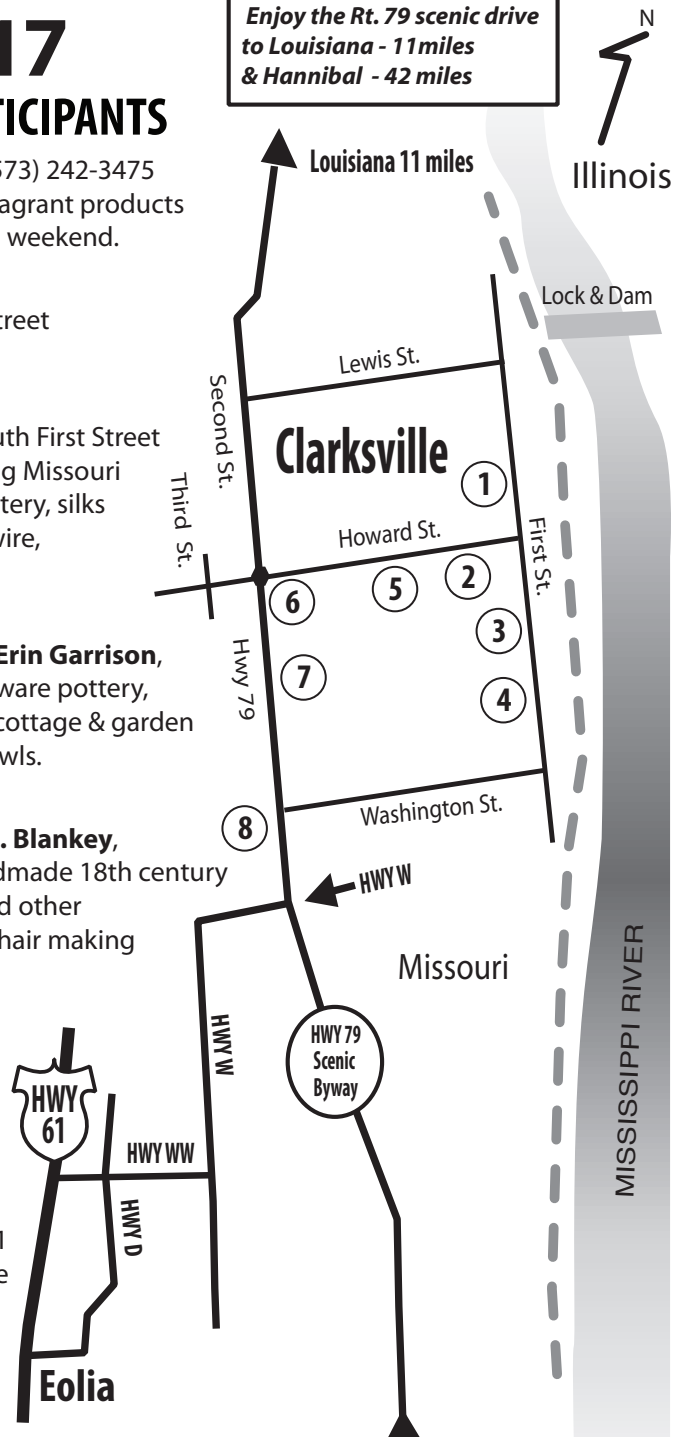 17
TICIPANTS
573) 242-3475
agrant products
weekend.
treet
uth First Street
g Missouri
tery, silks
vire,
Erin Garrison,
ware pottery,
cottage & garden
wls.
. Blankey,
dmade 18th century
d other
hair making
1
e
Enjoy the Rt. 79 scenic drive
to Louisiana - 11miles
& Hannibal - 42 miles
N
Louisiana 11 miles
Illinois
Lock & Dam
Lewis St.
Second St.
Clarksville
1
Third St.
Howard St.
First St.
2
5
6
3
Hwy 79
7
4
Washington St.
8
HWY W
Missouri
HWY W
HWY 79
Scenic
Byway
MISSISSIPPI RIVER
HWY
61
HWY WW
HWY D
Eolia